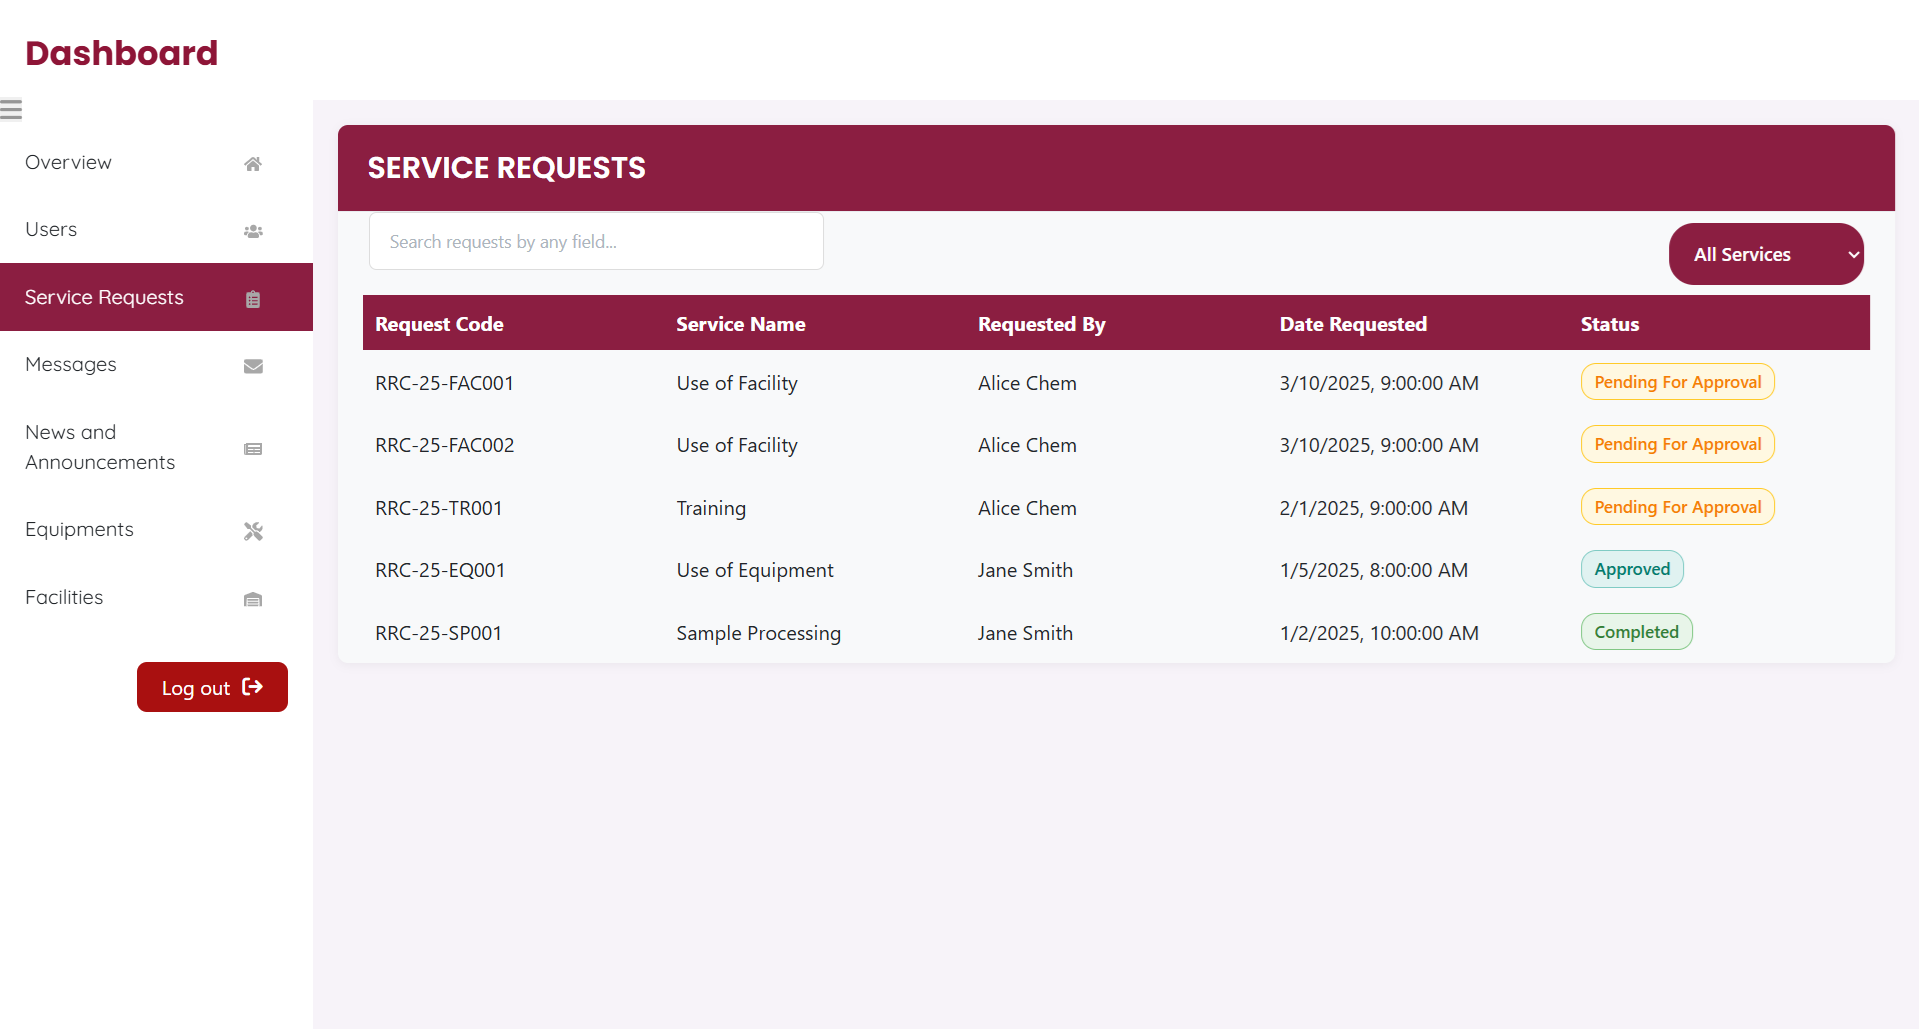 Dashboard
Overview
Users
Service Requests
Messages
News and
Announcements
Equipments
Facilities
Log out
SERVICE REQUESTS
Search requests by any field...
All Services
Request Code Service Name Requested By Date Requested Status
RRC-25-FAC001 Use of Facility Alice Chem 3/10/2025, 9:00:00 AM Pending For Approval
RRC-25-FAC002 Use of Facility Alice Chem 3/10/2025, 9:00:00 AM Pending For Approval
RRC-25-TR001 Training Alice Chem 2/1/2025, 9:00:00 AM Pending For Approval
RRC-25-EQ001 Use of Equipment Jane Smith 1/5/2025, 8:00:00 AM Approved
RRC-25-SP001 Sample Processing Jane Smith 1/2/2025, 10:00:00 AM Completed